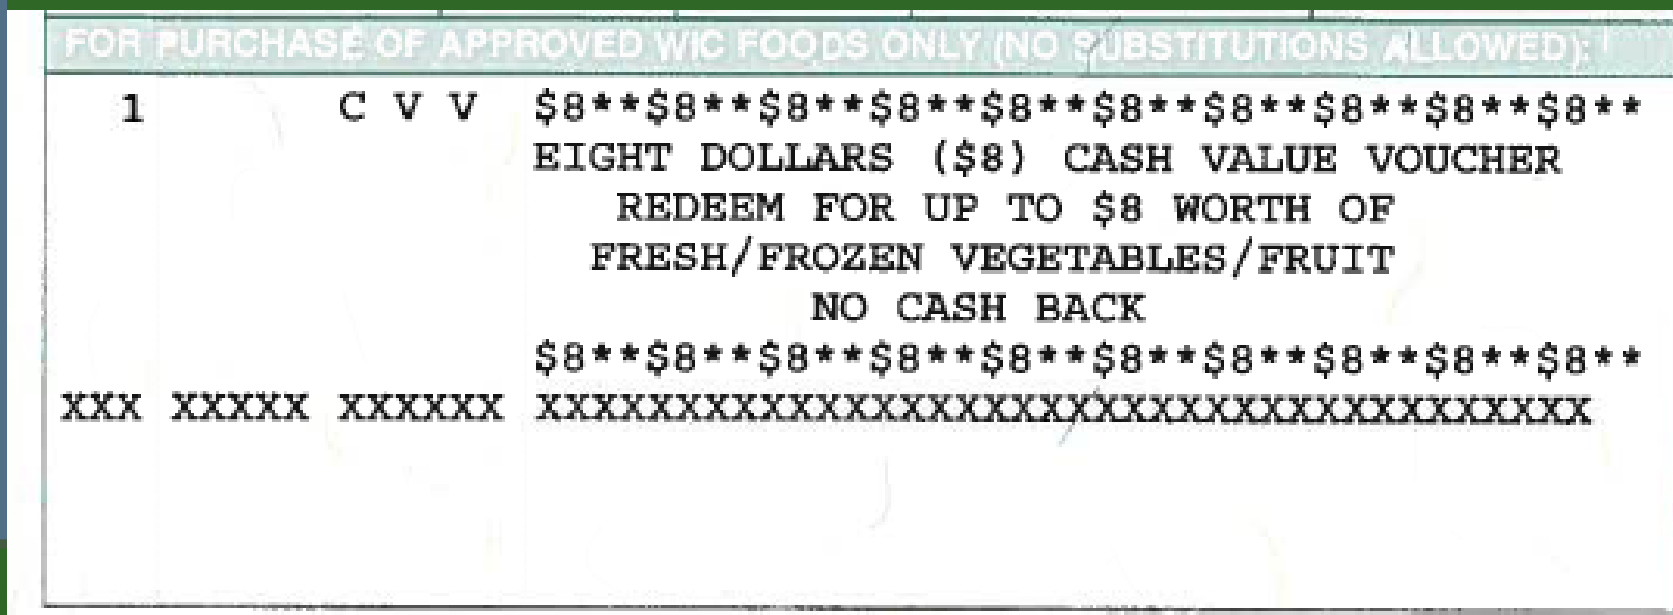 FOR PURCHASE OF APPROVED WIC FOODS ONLY (NO SUBSTITUTIONS ALLOWED):
1 C V V $8**$8**$8**$8**$8**$8**$8**$8**$8**$8**
EIGHT DOLLARS ($8) CASH VALUE VOUCHER
REDEEM FOR UP TO $8 WORTH OF
FRESH/FROZEN VEGETABLES/FRUIT
NO CASH BACK
$8**$8**$8**$8**$8**$8**$8**$8**$8**$8**
XXX XXXXX XXXXXX XXXXXXXXXXXXXXXXXXXXXXXXXXXXXXXXXXXXXX